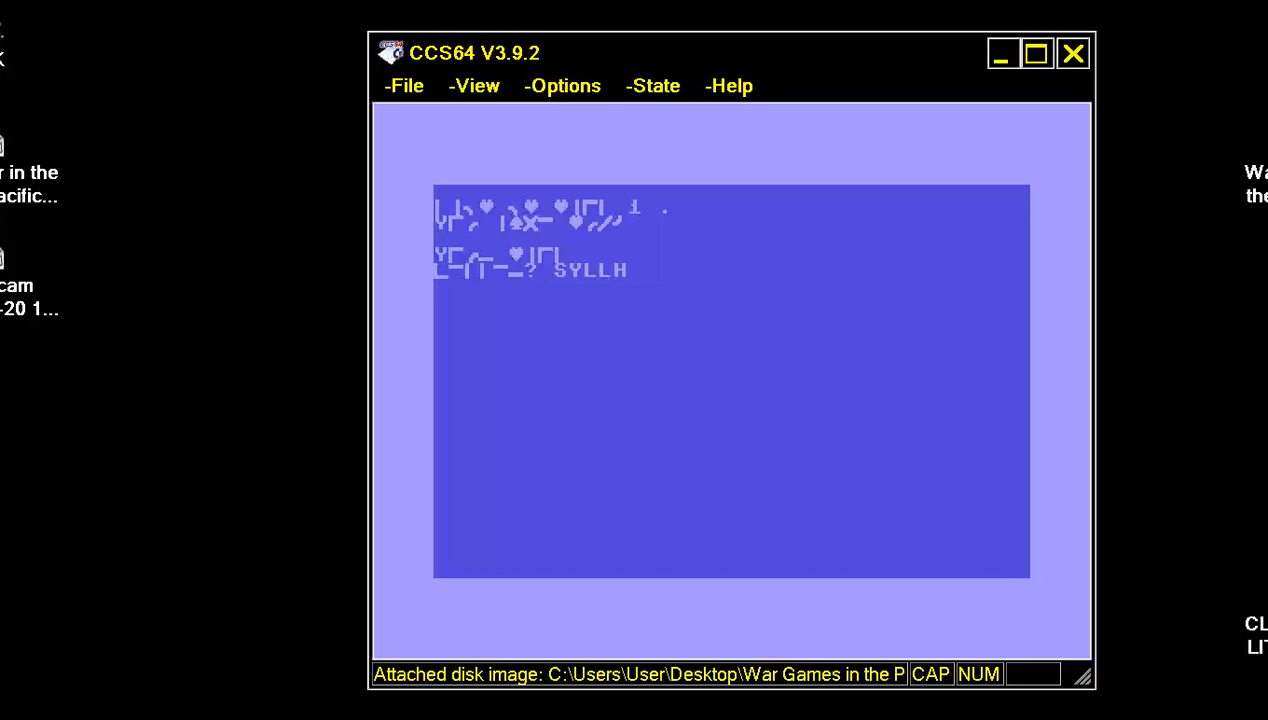 K
r in the
acific...
cam
-20 1...
CCS64 V3.9.2
-File -View -Options -State -Help
? SYLLH
Attached disk image: C:\Users\User\Desktop\War Games in the P CAP NUM
Wa
the
CL
LIT